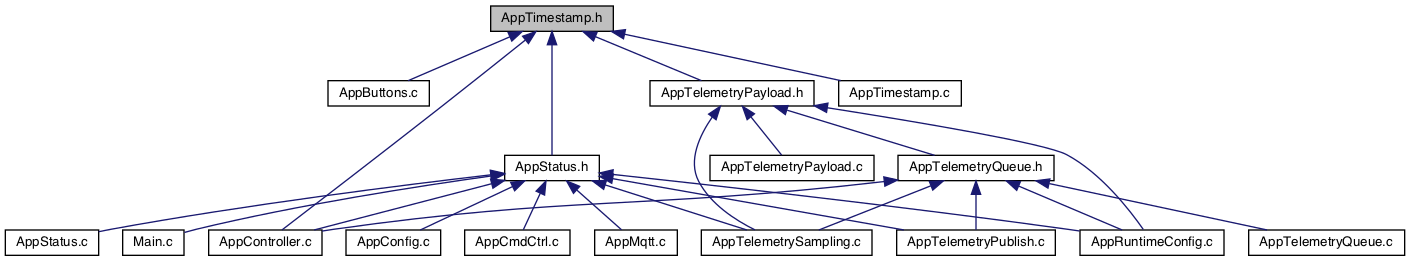 AppTimestamp.h
AppButtons.c
AppTelemetryPayload.h
AppTimestamp.c
AppStatus.h
AppTelemetryPayload.c
AppTelemetryQueue.h
AppStatus.c
Main.c
AppController.c
AppConfig.c
AppCmdCtrl.c
AppMqtt.c
AppTelemetrySampling.c
AppTelemetryPublish.c
AppRuntimeConfig.c
AppTelemetryQueue.c